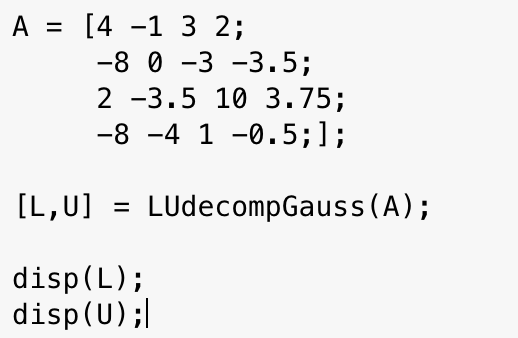 A = [4 -1 3 2;
-8 0 -3 -3.5;
2 -3.5 10 3.75;
-8 -4 1 -0.5;];
[L,U] = LUdecompGauss(A);
disp(L);
disp(U);